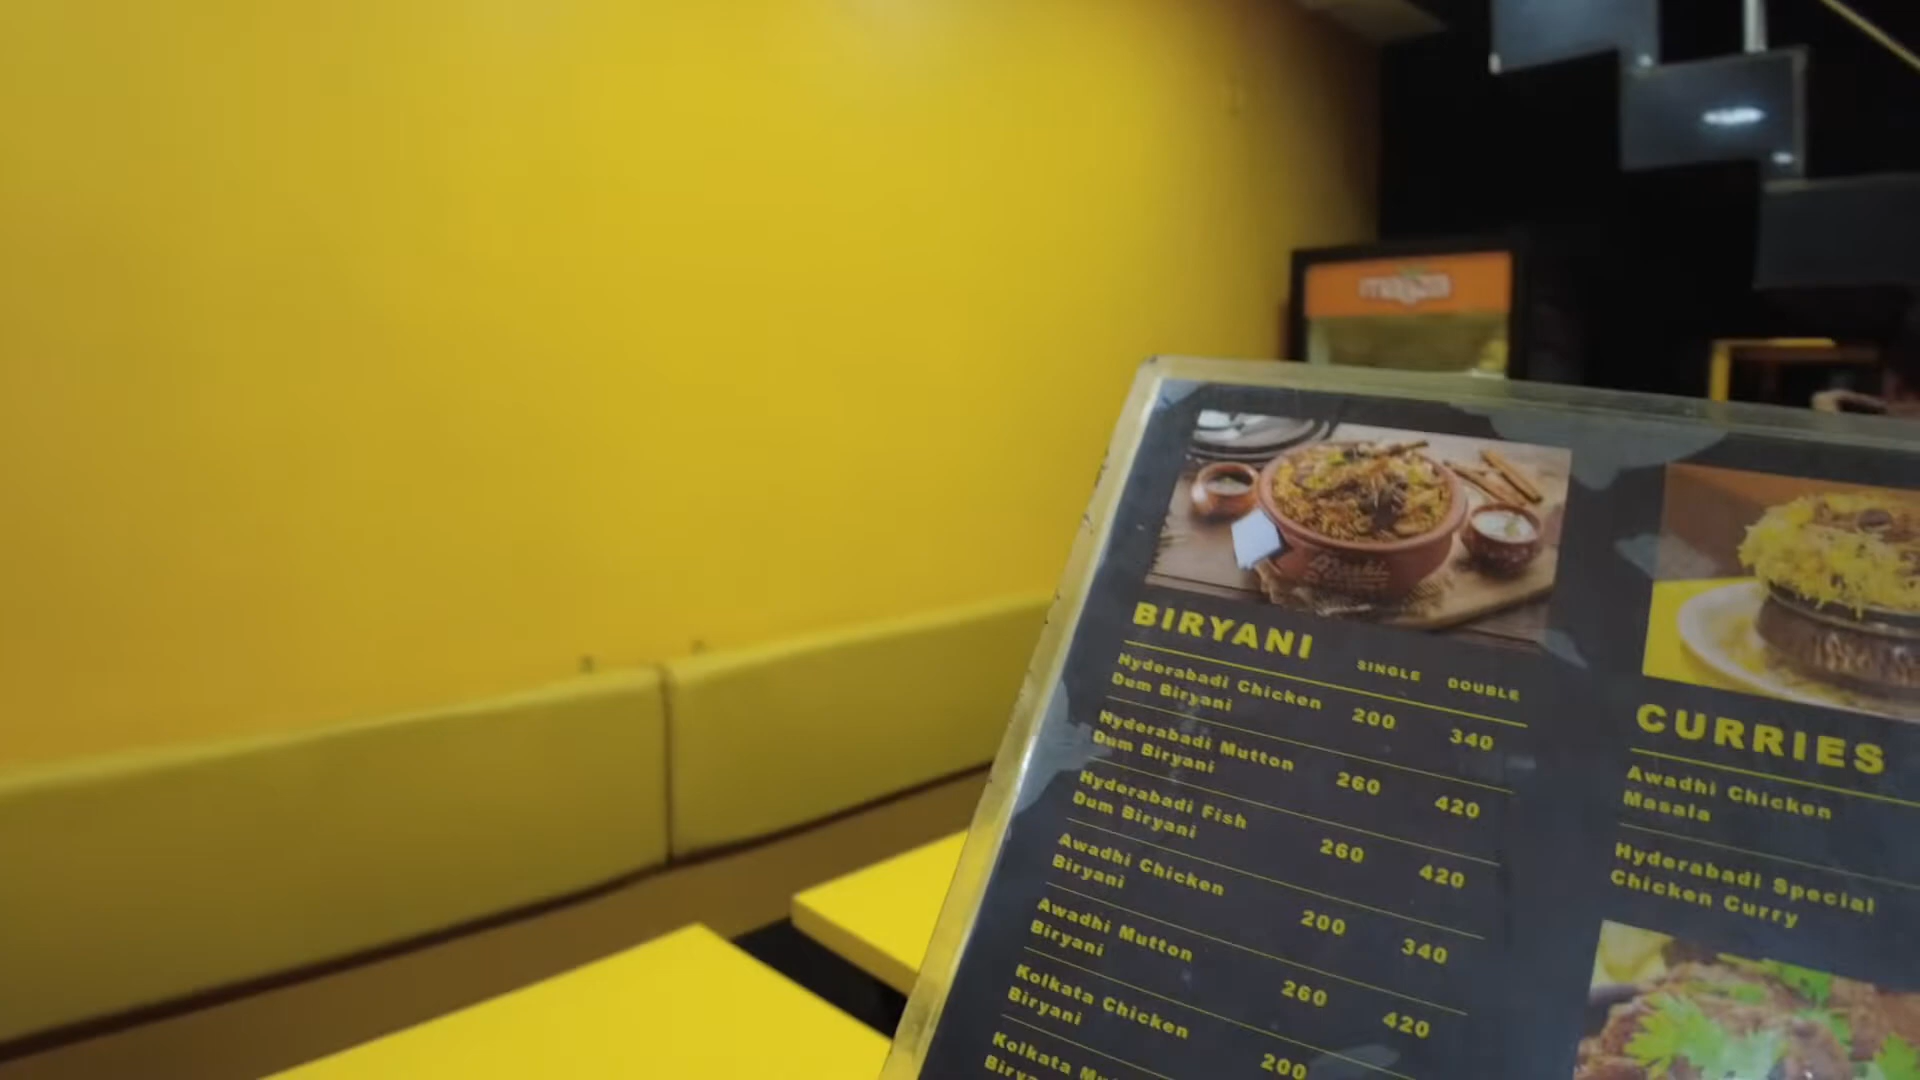 maaza
BIRYANI SINGLE DOUBLE
Hyderabadi Chicken
Dum Biryani 200 340
Hyderabadi Mutton
Dum Biryani 260 420
Hyderabadi Fish
Dum Biryani 260 420
Awadhi Chicken
Biryani 200 340
Awadhi Mutton
Biryani 260 420
Kolkata Chicken
Biryani 200
Kolkata
CURRIES
Awadhi Chicken
Masala
Hyderabadi Special
Chicken Curry